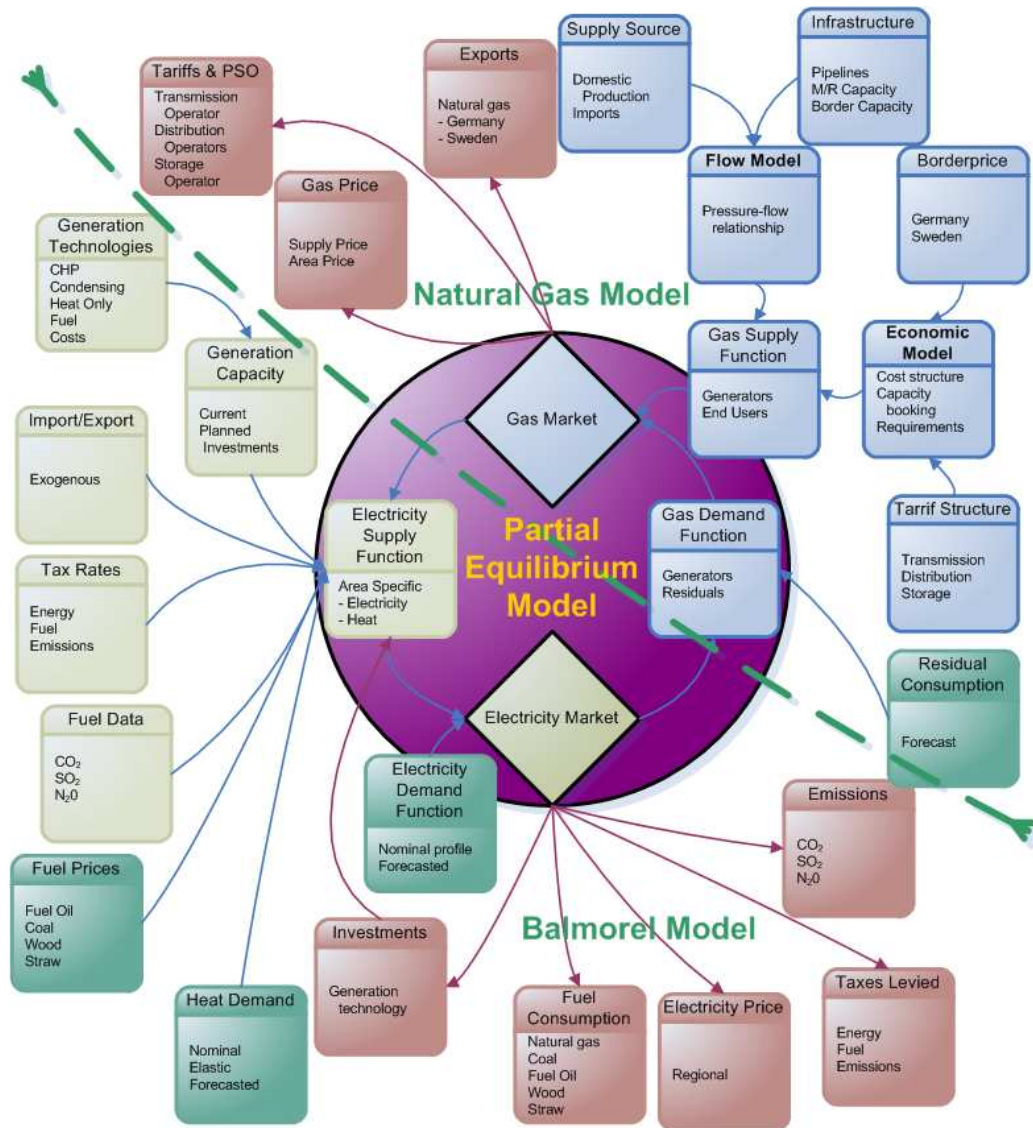 Supply Source
Domestic
Production
Imports
Infrastructure
Pipelines
M/R Capacity
Border Capacity
Exports
Natural gas
- Germany
- Sweden
Tariffs & PSO
Transmission
Operator
Distribution
Operators
Storage
Operator
Flow Model
Pressure-flow
relationship
Borderprice
Germany
Sweden
Gas Price
Supply Price
Area Price
Generation
Technologies
CHP
Condensing
Heat Only
Fuel
Costs
Natural Gas Model
Gas Supply
Function
Generators
End Users
Economic
Model
Cost structure
Capacity
booking
Requirements
Generation
Capacity
Current
Planned
Investments
Gas Market
Import/Export
Exogenous
Electricity
Supply
Function
Area Specific
- Electricity
- Heat
Partial
Equilibrium
Model
Gas Demand
Function
Generators
Residuals
Tarrif Structure
Transmission
Distribution
Storage
Tax Rates
Energy
Fuel
Emissions
Residual
Consumption
Forecast
Fuel Data
CO₂
SO₂
N₂0
Electricity Market
Electricity
Demand
Function
Nominal profile
Forecasted
Emissions
CO₂
SO₂
N₂0
Fuel Prices
Fuel Oil
Coal
Wood
Straw
Balmorel Model
Investments
Generation
technology
Heat Demand
Nominal
Elastic
Forecasted
Fuel
Consumption
Natural gas
Coal
Fuel Oil
Wood
Straw
Electricity Price
Regional
Taxes Levied
Energy
Fuel
Emissions